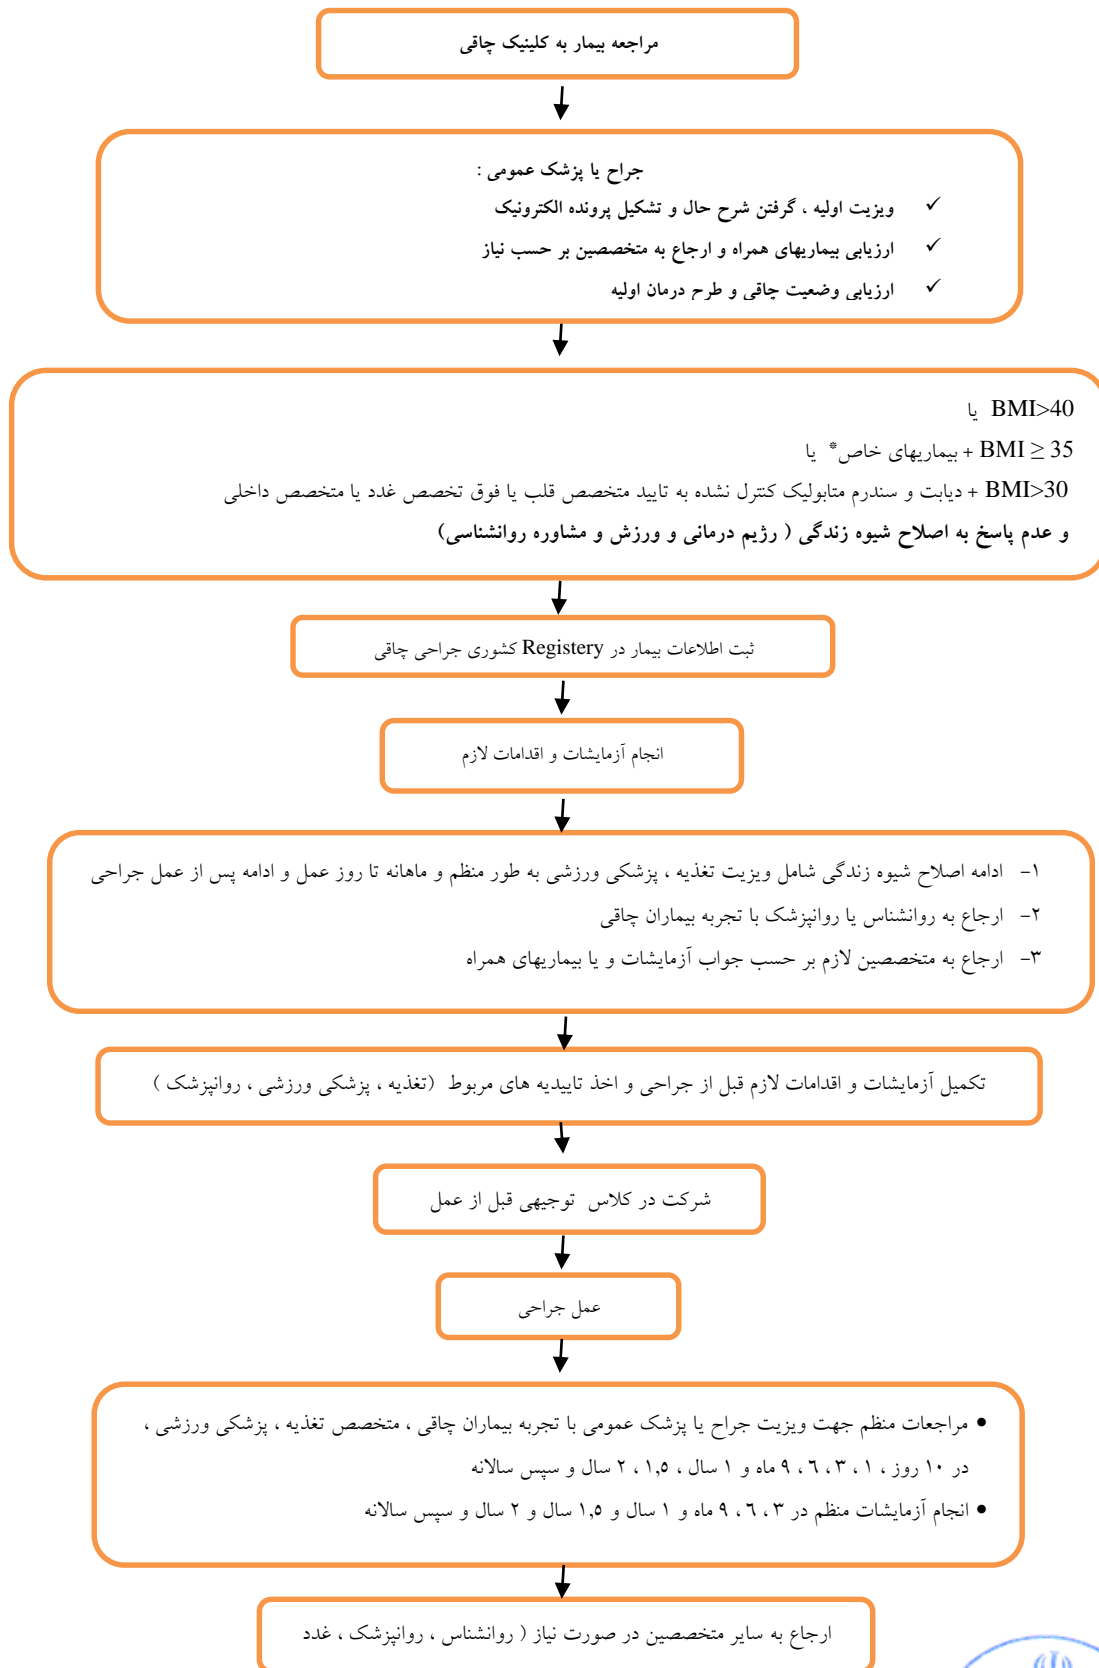 مراجعه بیمار به کلینیک چاقی
جراح یا پزشک عمومی :
✓ ویزیت اولیه ، گرفتن شرح حال و تشکیل پرونده الکترونیک
✓ ارزیابی بیماریهای همراه و ارجاع به متخصصین بر حسب نیاز
✓ ارزیابی وضعیت چاقی و طرح درمان اولیه
BMI>40 یا
BMI ≥ 35 + بیماریهای خاص* یا
BMI>30 + دیابت و سندرم متابولیک کنترل نشده به تایید متخصص قلب یا فوق تخصص غدد یا متخصص داخلی
و عدم پاسخ به اصلاح شیوه زندگی ( رژیم درمانی و ورزش و مشاوره روانشناسی)
ثبت اطلاعات بیمار در Registery کشوری جراحی چاقی
انجام آزمایشات و اقدامات لازم
۱- ادامه اصلاح شیوه زندگی شامل ویزیت تغذیه ، پزشکی ورزشی به طور منظم و ماهانه تا روز عمل و ادامه پس از عمل جراحی
۲- ارجاع به روانشناس یا روانپزشک با تجربه بیماران چاقی
۳- ارجاع به متخصصین لازم بر حسب جواب آزمایشات و یا بیماریهای همراه
تکمیل آزمایشات و اقدامات لازم قبل از جراحی و اخذ تاییدیه های مربوط (تغذیه ، پزشکی ورزشی ، روانپزشک )
شرکت در کلاس توجیهی قبل از عمل
عمل جراحی
• مراجعات منظم جهت ویزیت جراح یا پزشک عمومی با تجربه بیماران چاقی ، متخصص تغذیه ، پزشکی ورزشی ،
در ۱۰ روز ، ۱ ، ۳ ، ٦ ، ۹ ماه و ۱ سال ، ۱,٥ ، ۲ سال و سپس سالانه
• انجام آزمایشات منظم در ۳ ، ٦ ، ۹ ماه و ۱ سال و ۱,٥ سال و ۲ سال و سپس سالانه
ارجاع به سایر متخصصین در صورت نیاز ( روانشناس ، روانپزشک ، غدد